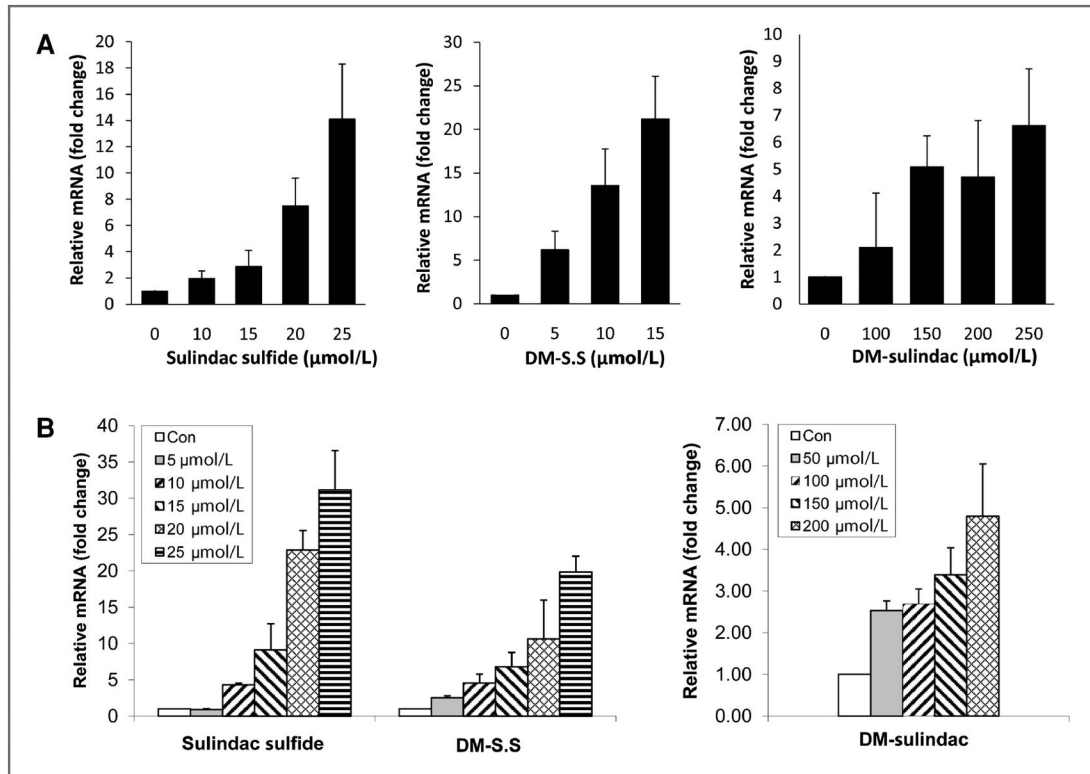 A
Relative mRNA (fold change)
20
18
16
14
12
10
8
6
4
2
0
0 10 15 20 25
Sulindac sulfide (µmol/L)
Relative mRNA (fold change)
30
25
20
15
10
5
0
0 5 10 15
DM-S.S (µmol/L)
Relative mRNA (fold change)
10
9
8
7
6
5
4
3
2
1
0
0 100 150 200 250
DM-sulindac (µmol/L)
B
Relative mRNA (fold change)
40
35
30
25
20
15
10
5
0
Con
5 µmol/L
10 µmol/L
15 µmol/L
20 µmol/L
25 µmol/L
Sulindac sulfide DM-S.S
Relative mRNA (fold change)
7.00
6.00
5.00
4.00
3.00
2.00
1.00
0.00
Con
50 µmol/L
100 µmol/L
150 µmol/L
200 µmol/L
DM-sulindac